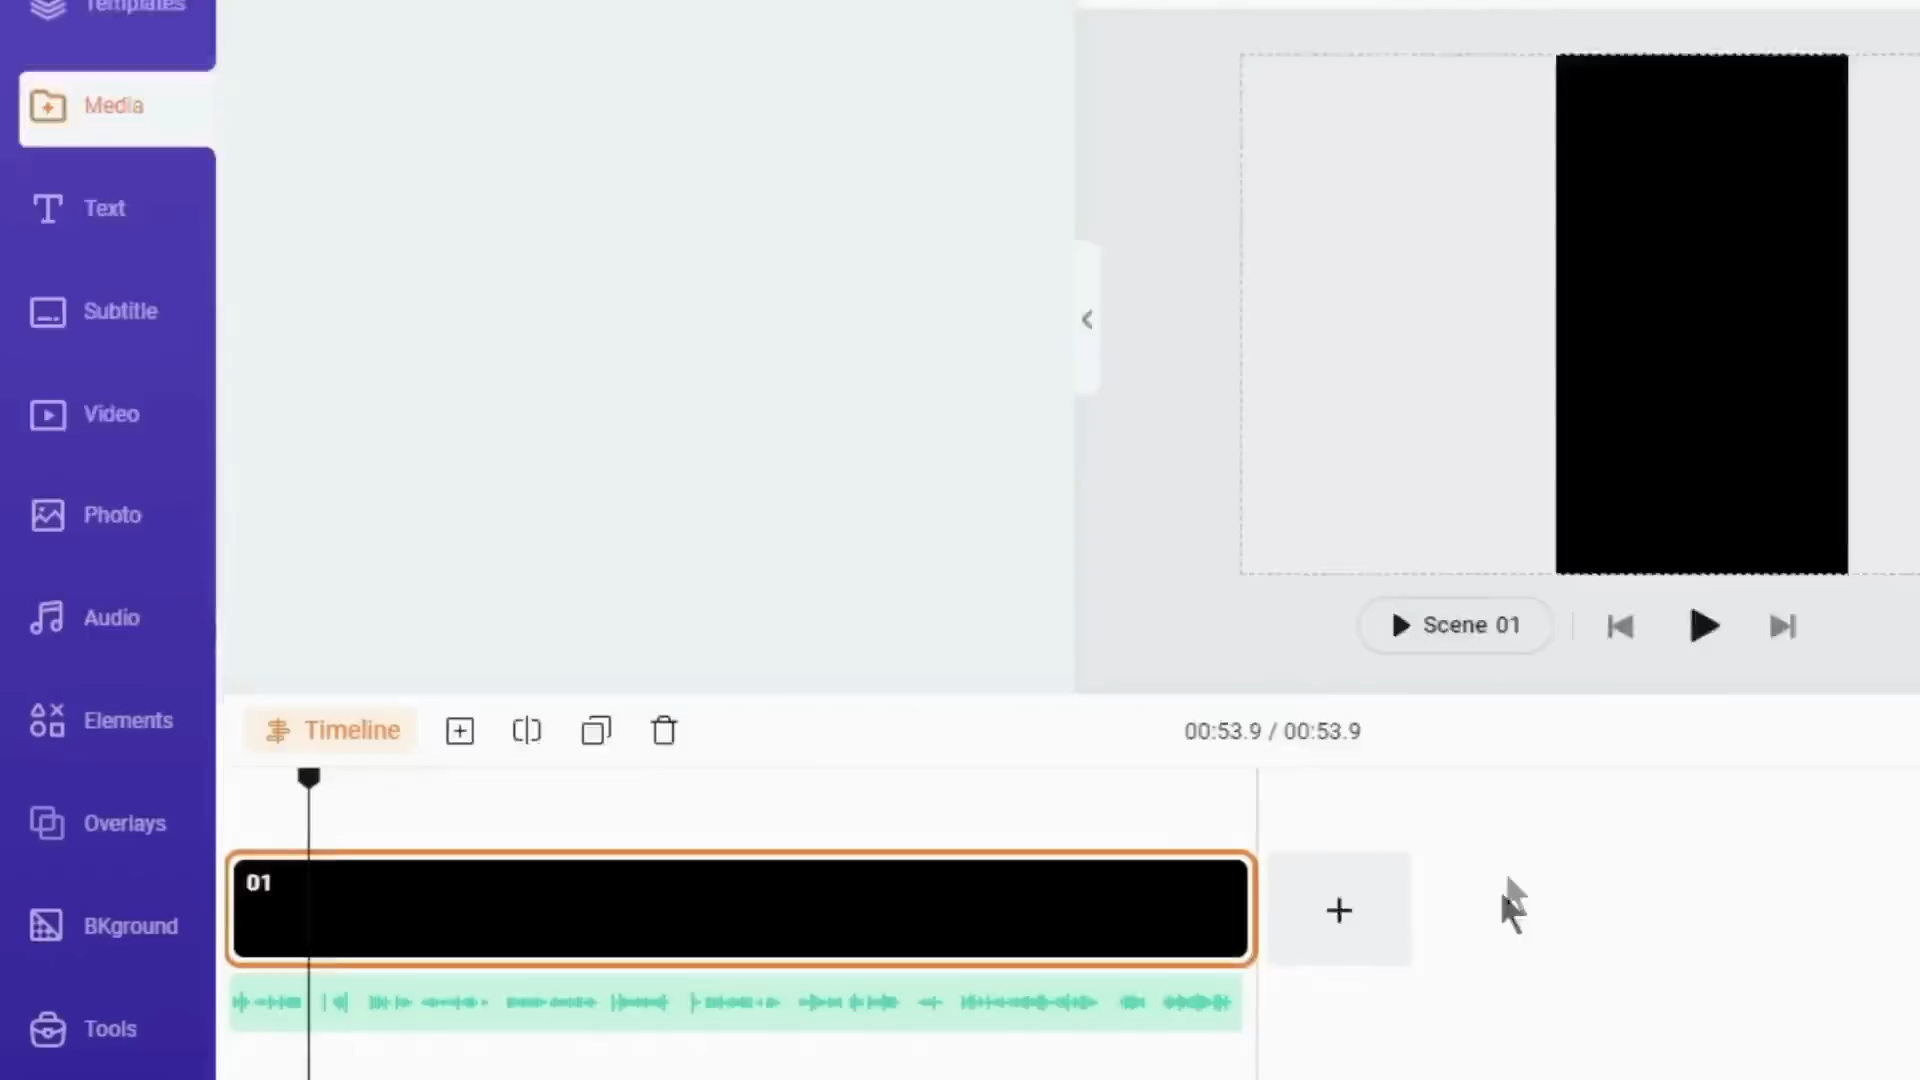 Templates
Media
Text
Subtitle
Video
Photo
Audio
Elements
Overlays
BKground
Tools
Scene 01
Timeline
00:53.9 / 00:53.9
01